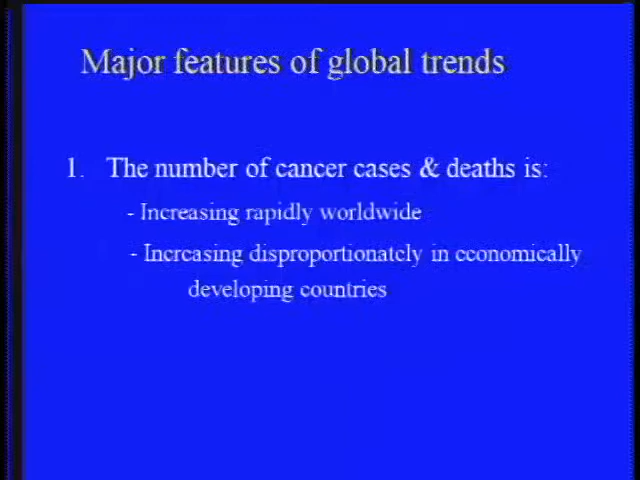 Major features of global trends
1. The number of cancer cases & deaths is:
- Increasing rapidly worldwide
- Increasing disproportionately in economically
developing countries